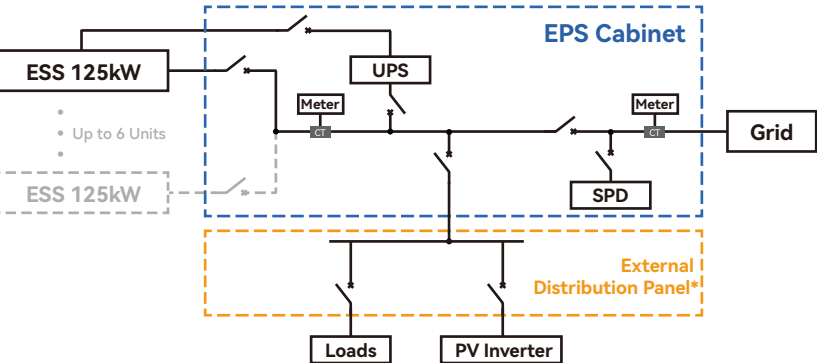 EPS Cabinet
ESS 125kW
UPS
Meter
Meter
CT
CT
Grid
• Up to 6 Units
ESS 125kW
SPD
External
Distribution Panel*
Loads
PV Inverter